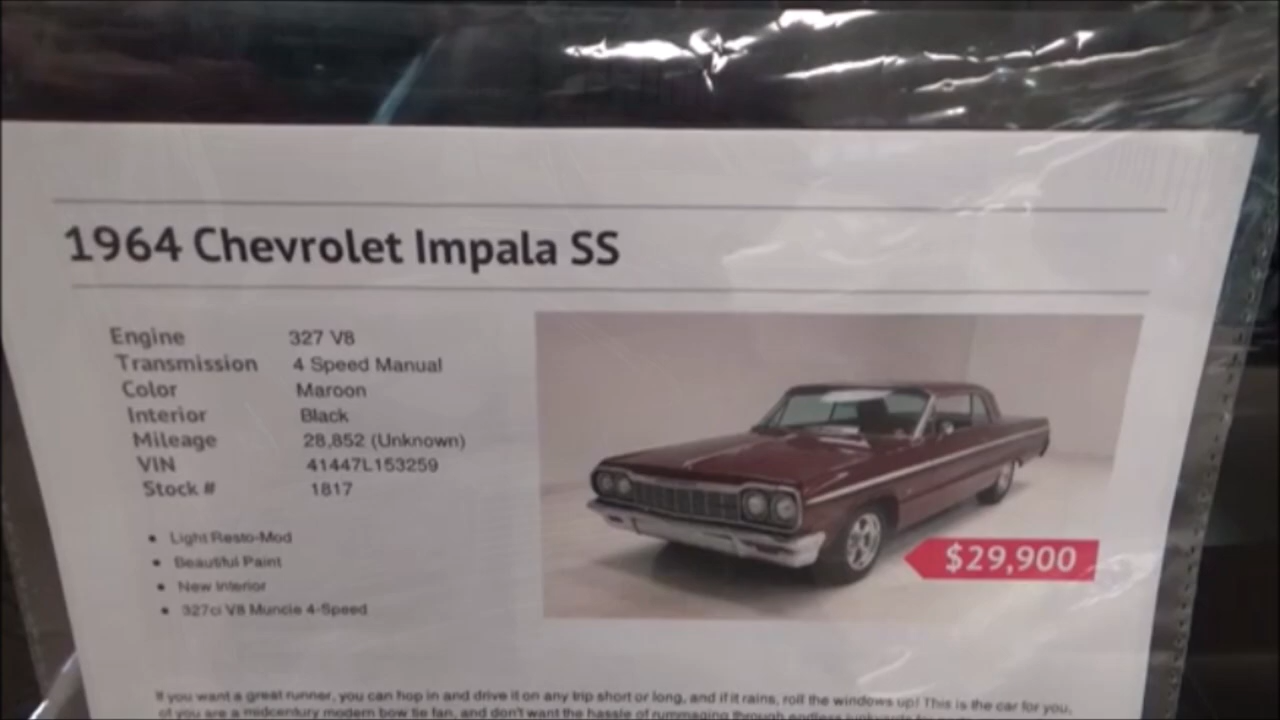 1964 Chevrolet Impala SS
Engine 327 V8
Transmission 4 Speed Manual
Color Maroon
Interior Black
Mileage 28,852 (Unknown)
VIN 41447L153259
Stock # 1817
• Light Resto-Mod
• Beautiful Paint
• New Interior
• 327ci V8 Muncie 4-Speed
$29,900
If you want a great runner, you can hop in and drive it on any trip short or long, and if it rains, roll the windows up! This is the car for you,
of you are a midcentury modern bow tie fan, and don't want the hassle of rummaging through endless